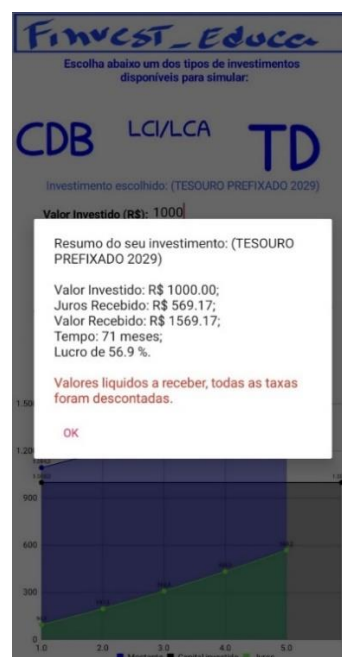 Finvest_Educa
Escolha abaixo um dos tipos de investimentos
disponíveis para simular:
CDB
LCI/LCA
TD
Investimento escolhido: (TESOURO PREFIXADO 2029)
Valor Investido (R$): 1000
Resumo do seu investimento: (TESOURO
PREFIXADO 2029)
Valor Investido: R$ 1000.00;
Juros Recebido: R$ 569.17;
Valor Recebido: R$ 1569.17;
Tempo: 71 meses;
Lucro de 56.9 %.
Valores liquidos a receber, todas as taxas
foram descontadas.
OK
1.50
1.20
900
600
300
0
1.0 2.0 3.0 4.0 5.0
Montante Capital investido Juros